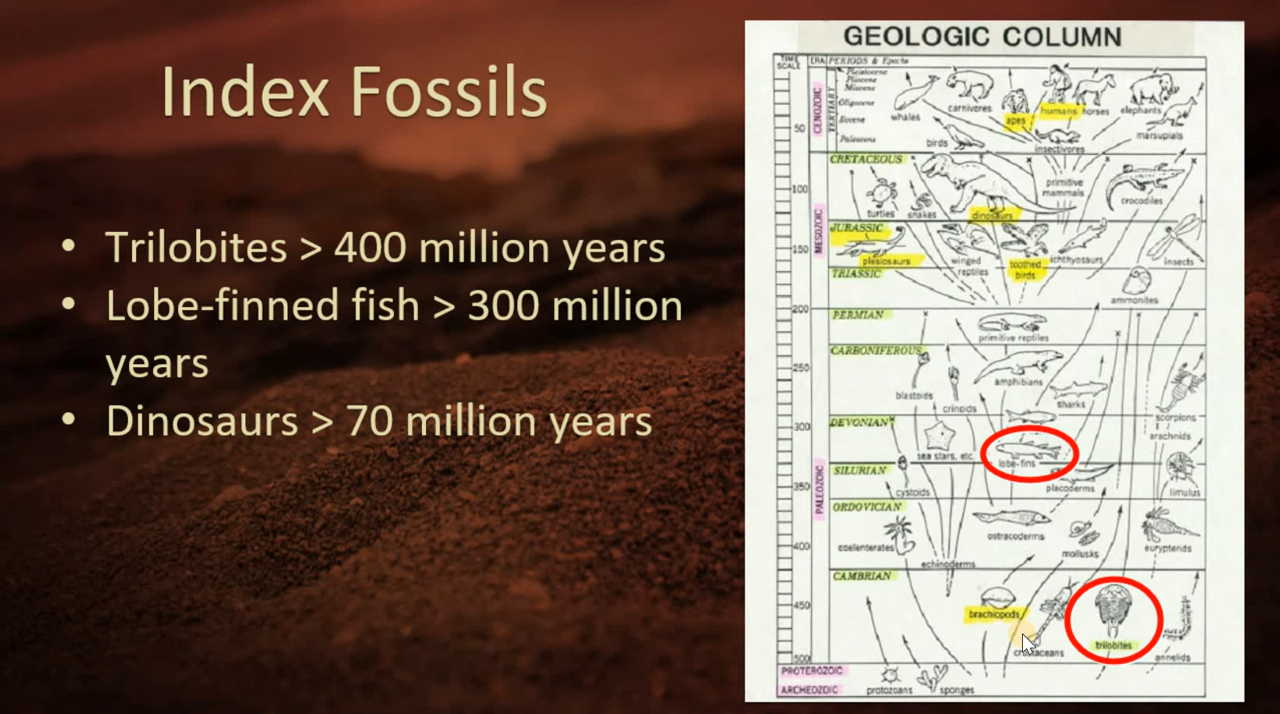 Index Fossils
• Trilobites > 400 million years
• Lobe-finned fish > 300 million
years
• Dinosaurs > 70 million years
GEOLOGIC COLUMN
TIME SCALE
ERA
PERIODS & Epochs
CENOZOIC
TERTIARY
Pleistocene
Pliocene
Miocene
Oligocene
Eocene
Paleocene
whales
carnivores
apes
humans
horses
elephants
marsupials
birds
insectivores
50
MESOZOIC
CRETACEOUS
100
turtles
snakes
dinosaurs
primitive
mammals
crocodiles
JURASSIC
150
plesiosaurs
winged
reptiles
toothed
birds
ichthyosaurs
insects
TRIASSIC
ammonites
200
PALEOZOIC
PERMIAN
primitive reptiles
CARBONIFEROUS
250
blastoids
crinoids
amphibians
sharks
scorpions
DEVONIAN
300
sea stars, etc.
lobe-fins
arachnids
SILURIAN
350
cystoids
placoderms
limulus
ORDOVICIAN
400
coelenterates
echinoderms
ostracoderms
mollusks
eurypterids
CAMBRIAN
450
brachiopods
trilobites
annelids
500
PROTEROZOIC
ARCHEOZOIC
protozoans
sponges